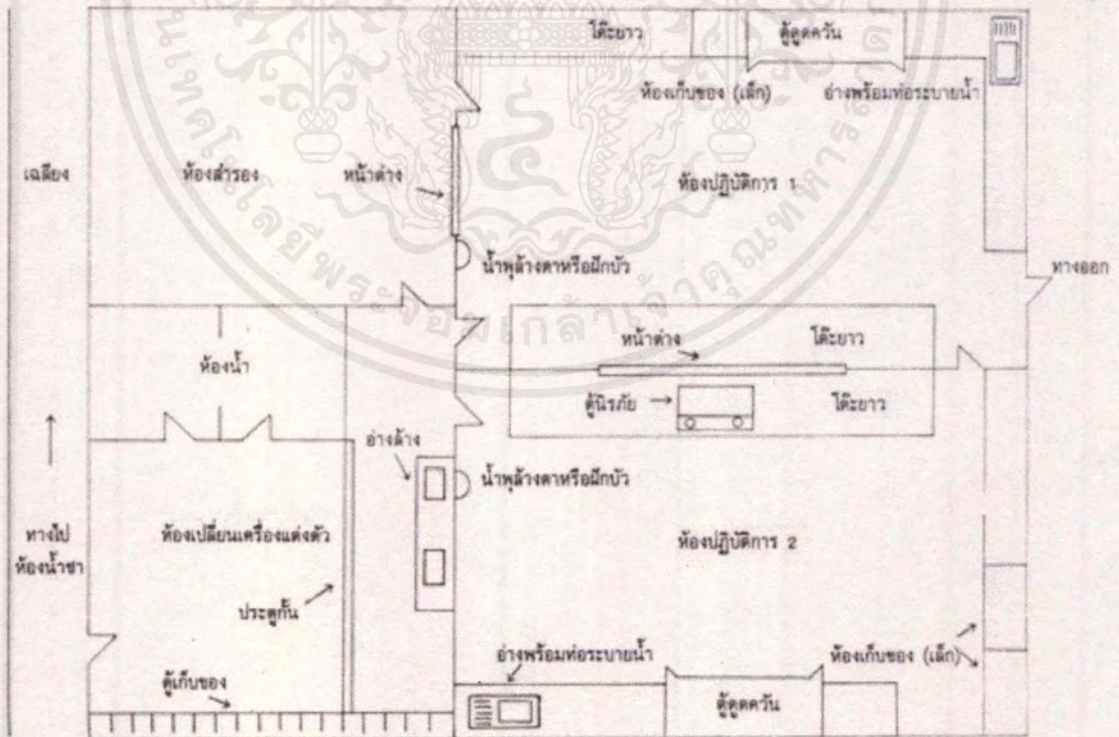 โต๊ะยาว
ตู้ดูดควัน
ห้องเก็บของ (เล็ก)
อ่างพร้อมท่อระบายน้ำ
เฉลียง
ห้องสำรอง
หน้าต่าง
ห้องปฏิบัติการ 1
น้ำพุล้างตาหรือฝักบัว
ทางออก
หน้าต่าง
โต๊ะยาว
ห้องน้ำ
ตู้นิรภัย
โต๊ะยาว
อ่างล้าง
น้ำพุล้างตาหรือฝักบัว
ทางไป
ห้องน้ำชา
ห้องเปลี่ยนเครื่องแต่งตัว
ห้องปฏิบัติการ 2
ประตูกั้น
อ่างพร้อมท่อระบายน้ำ
ห้องเก็บของ (เล็ก)
ตู้เก็บของ
ตู้ดูดควัน